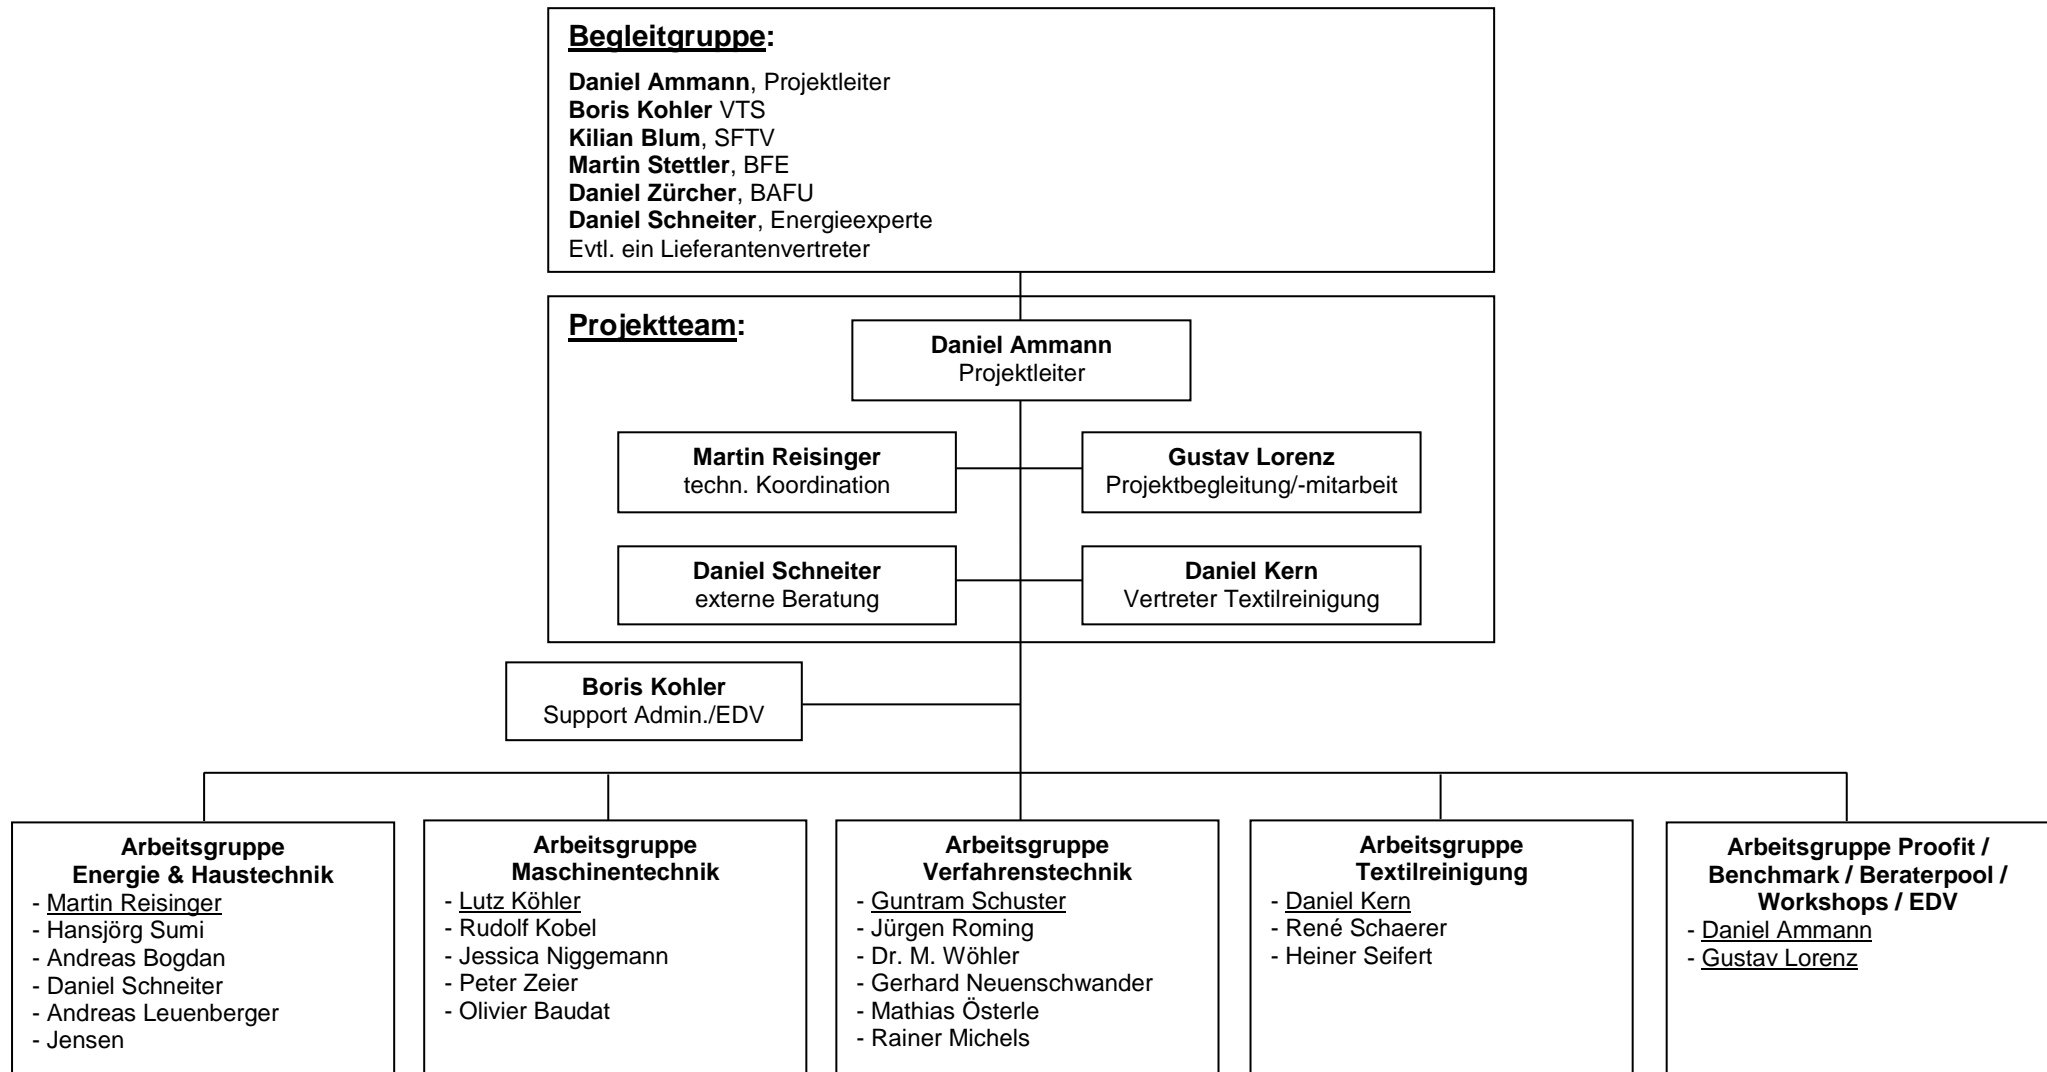 Begleitgruppe:
Daniel Ammann, Projektleiter
Boris Kohler VTS
Kilian Blum, SFTV
Martin Stettler, BFE
Daniel Zürcher, BAFU
Daniel Schneiter, Energieexperte
Evtl. ein Lieferantenvertreter
Projektteam:
Daniel Ammann
Projektleiter
Martin Reisinger
techn. Koordination
Gustav Lorenz
Projektbegleitung/-mitarbeit
Daniel Schneiter
externe Beratung
Daniel Kern
Vertreter Textilreinigung
Boris Kohler
Support Admin./EDV
Arbeitsgruppe
Energie & Haustechnik
- Martin Reisinger
- Hansjörg Sumi
- Andreas Bogdan
- Daniel Schneiter
- Andreas Leuenberger
- Jensen
Arbeitsgruppe
Maschinentechnik
- Lutz Köhler
- Rudolf Kobel
- Jessica Niggemann
- Peter Zeier
- Olivier Baudat
Arbeitsgruppe
Verfahrenstechnik
- Guntram Schuster
- Jürgen Roming
- Dr. M. Wöhler
- Gerhard Neuenschwander
- Mathias Österle
- Rainer Michels
Arbeitsgruppe
Textilreinigung
- Daniel Kern
- René Schaerer
- Heiner Seifert
Arbeitsgruppe Proofit /
Benchmark / Beraterpool /
Workshops / EDV
- Daniel Ammann
- Gustav Lorenz